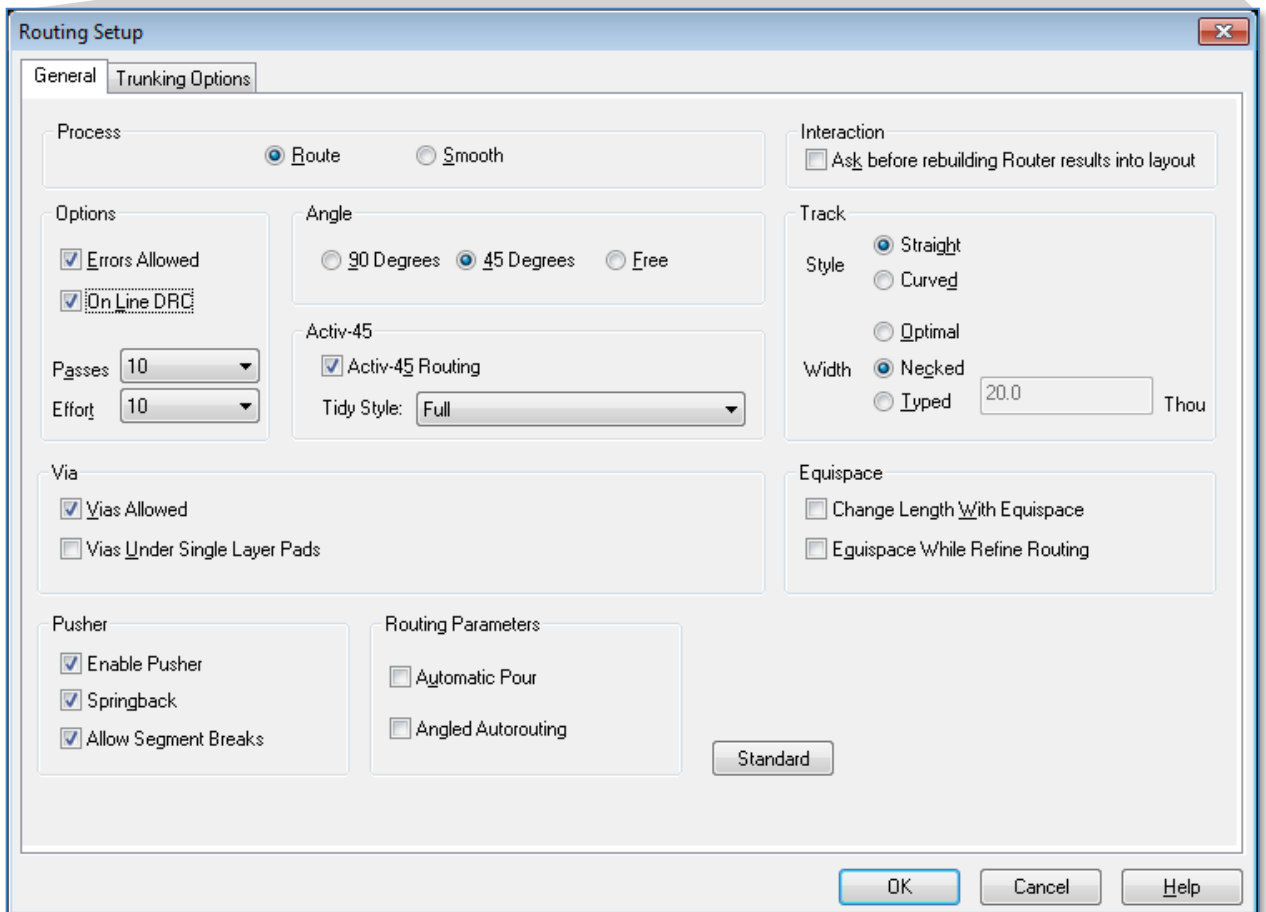 Routing Setup
General
Trunking Options
Process
Route
Smooth
Interaction
Ask before rebuilding Router results into layout
Options
Errors Allowed
On Line DRC
Passes 10
Effort 10
Angle
90 Degrees
45 Degrees
Free
Activ-45
Activ-45 Routing
Tidy Style: Full
Track
Style
Straight
Curved
Width
Optimal
Necked
Typed 20.0 Thou
Via
Vias Allowed
Vias Under Single Layer Pads
Equispace
Change Length With Equispace
Equispace While Refine Routing
Pusher
Enable Pusher
Springback
Allow Segment Breaks
Routing Parameters
Automatic Pour
Angled Autorouting
Standard
OK
Cancel
Help